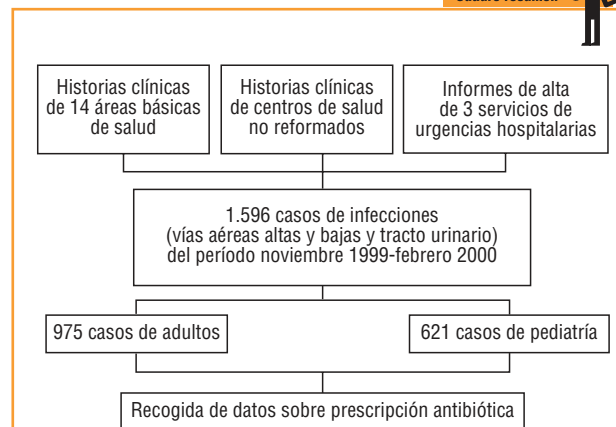 Historias clínicas
de 14 áreas básicas
de salud
Historias clínicas
de centros de salud
no reformados
Informes de alta
de 3 servicios de
urgencias hospitalarias
1.596 casos de infecciones
(vías aéreas altas y bajas y tracto urinario)
del período noviembre 1999-febrero 2000
975 casos de adultos
621 casos de pediatría
Recogida de datos sobre prescripción antibiótica